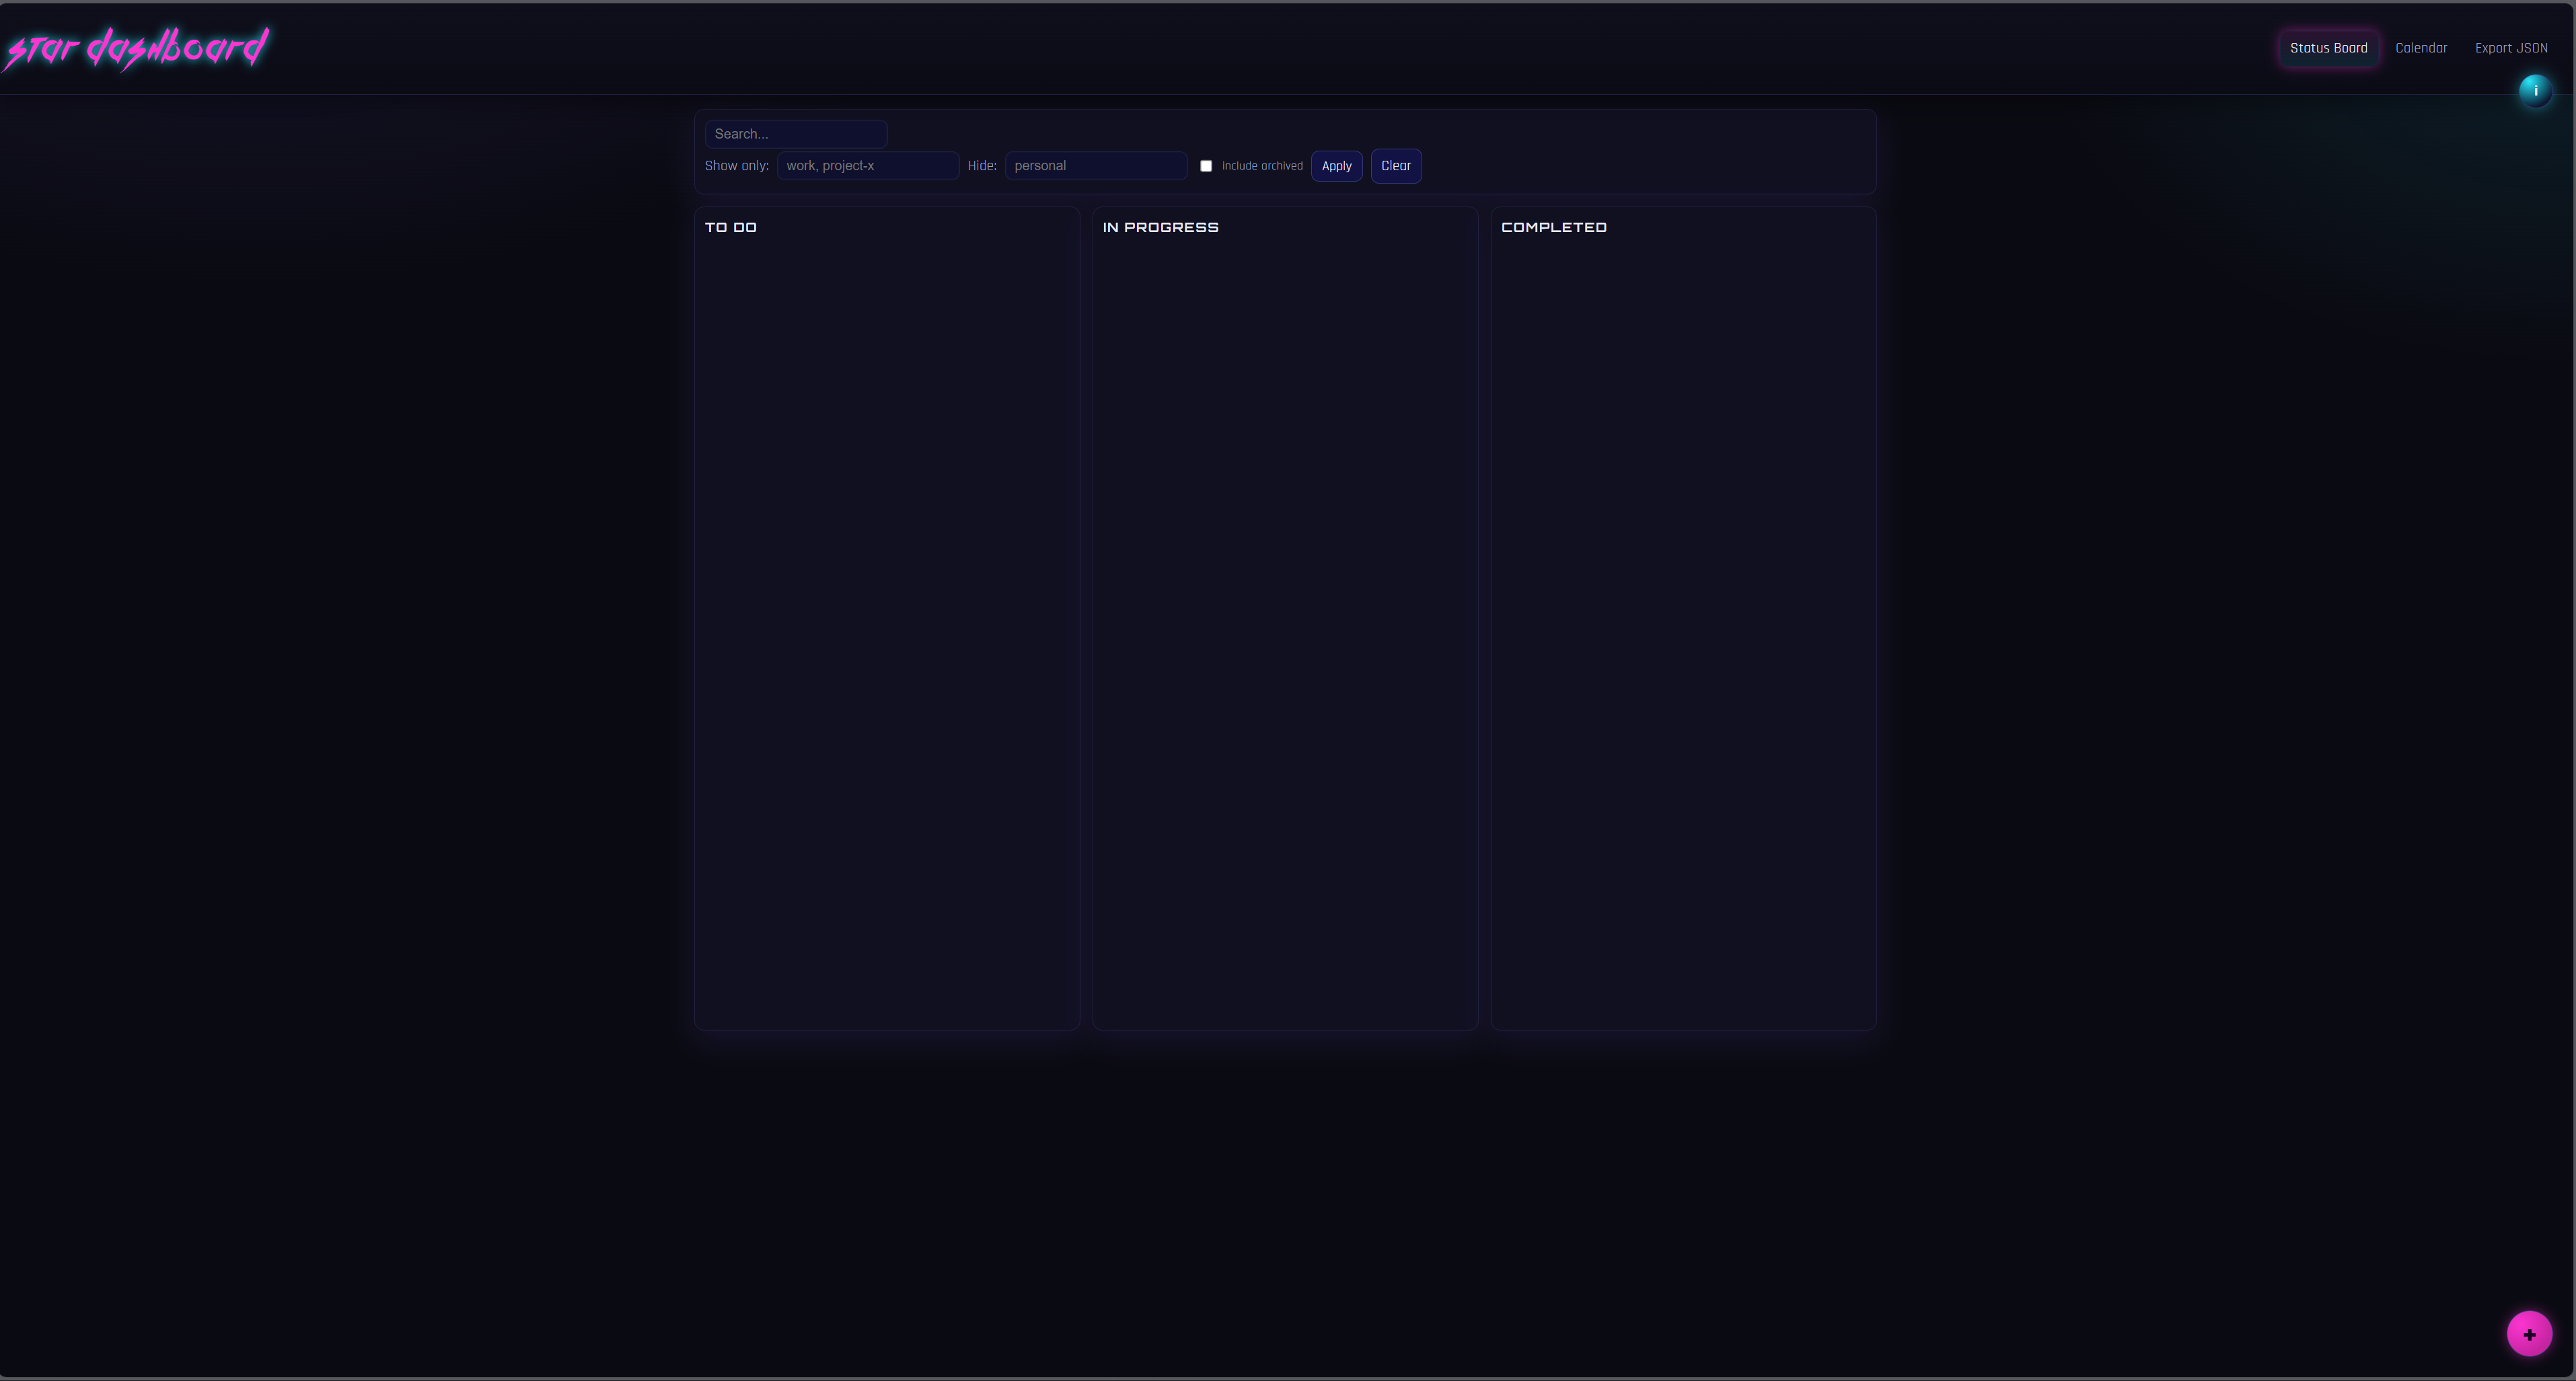 star dashboard
Status Board Calendar Export JSON
i
Search...
Show only: work, project-x Hide: personal include archived Apply Clear
TO DO IN PROGRESS COMPLETED
+